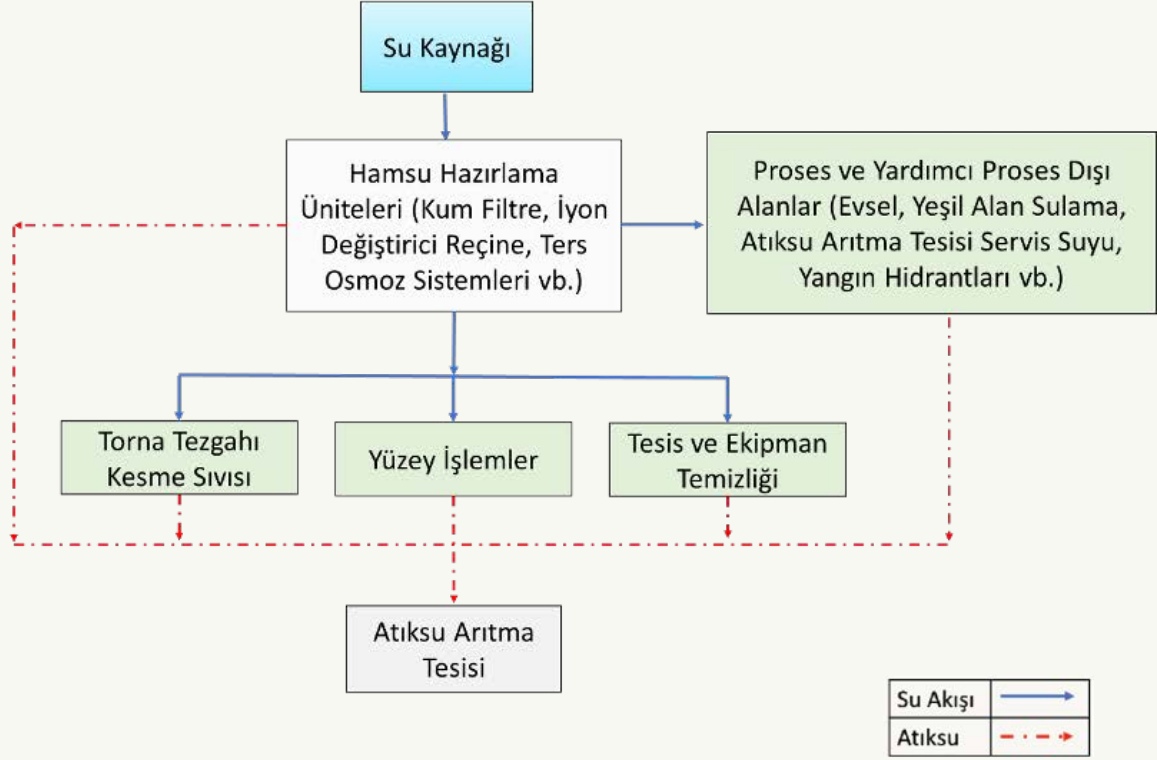 Su Kaynağı
Hamsu Hazırlama
Üniteleri (Kum Filtre, İyon
Değiştirici Reçine, Ters
Osmoz Sistemleri vb.)
Proses ve Yardımcı Proses Dışı
Alanlar (Evsel, Yeşil Alan Sulama,
Atıksu Arıtma Tesisi Servis Suyu,
Yangın Hidrantları vb.)
Torna Tezgahı
Kesme Sıvısı
Yüzey İşlemler
Tesis ve Ekipman
Temizliği
Atıksu Arıtma
Tesisi
Su Akışı
Atıksu